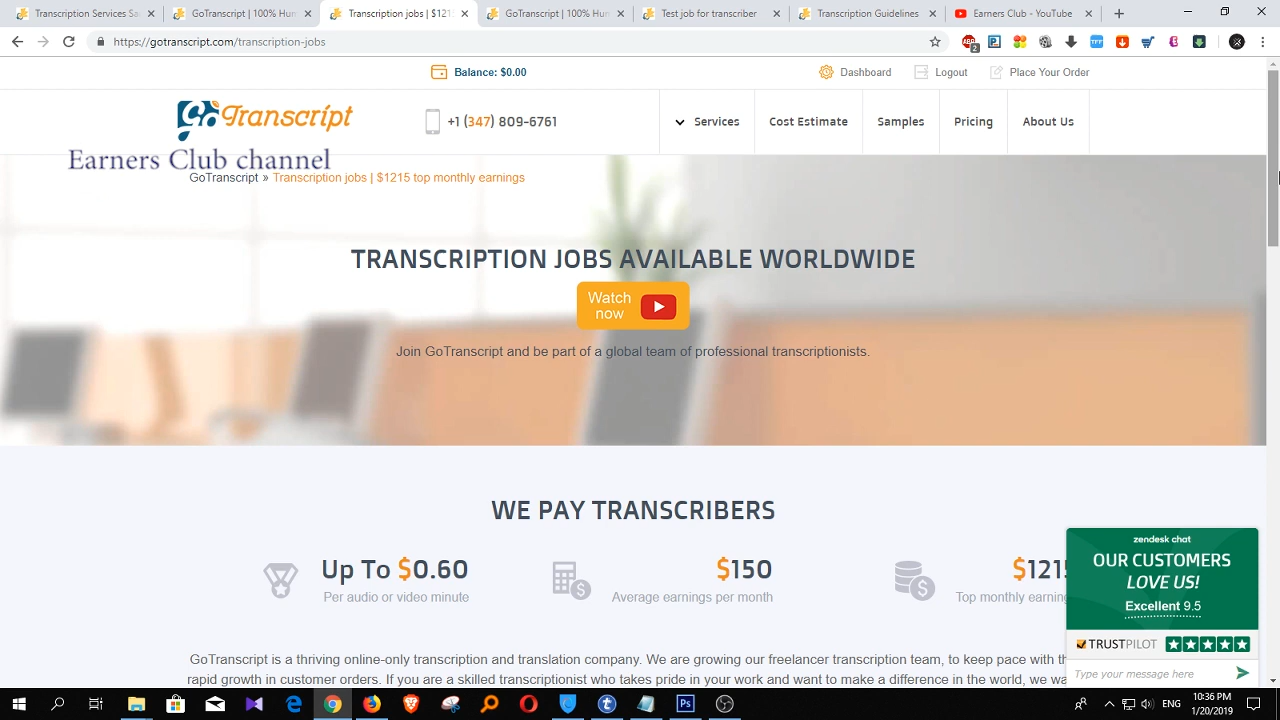 Transcription Services Sa
GoTranscript | 100% Hum
Transcription jobs | $121
GoTranscript | 100% Hum
Test job for transcriber
Transcription Guidelines
Earners Club - YouTube
https://gotranscript.com/transcription-jobs
Balance: $0.00
Dashboard
Logout
Place Your Order
GoTranscript
+1 (347) 809-6761
Services
Cost Estimate
Samples
Pricing
About Us
Earners Club channel
GoTranscript » Transcription jobs | $1215 top monthly earnings
TRANSCRIPTION JOBS AVAILABLE WORLDWIDE
Watch
now
Join GoTranscript and be part of a global team of professional transcriptionists.
WE PAY TRANSCRIBERS
Up To $0.60
Per audio or video minute
$150
Average earnings per month
$1215
Top monthly earning
zendesk chat
OUR CUSTOMERS
LOVE US!
Excellent 9.5
TRUSTPILOT
Type your message here
GoTranscript is a thriving online-only transcription and translation company. We are growing our freelancer transcription team, to keep pace with th
rapid growth in customer orders. If you are a skilled transcriptionist who takes pride in your work and want to make a difference in the world, we wa
ENG
10:36 PM
1/20/2019